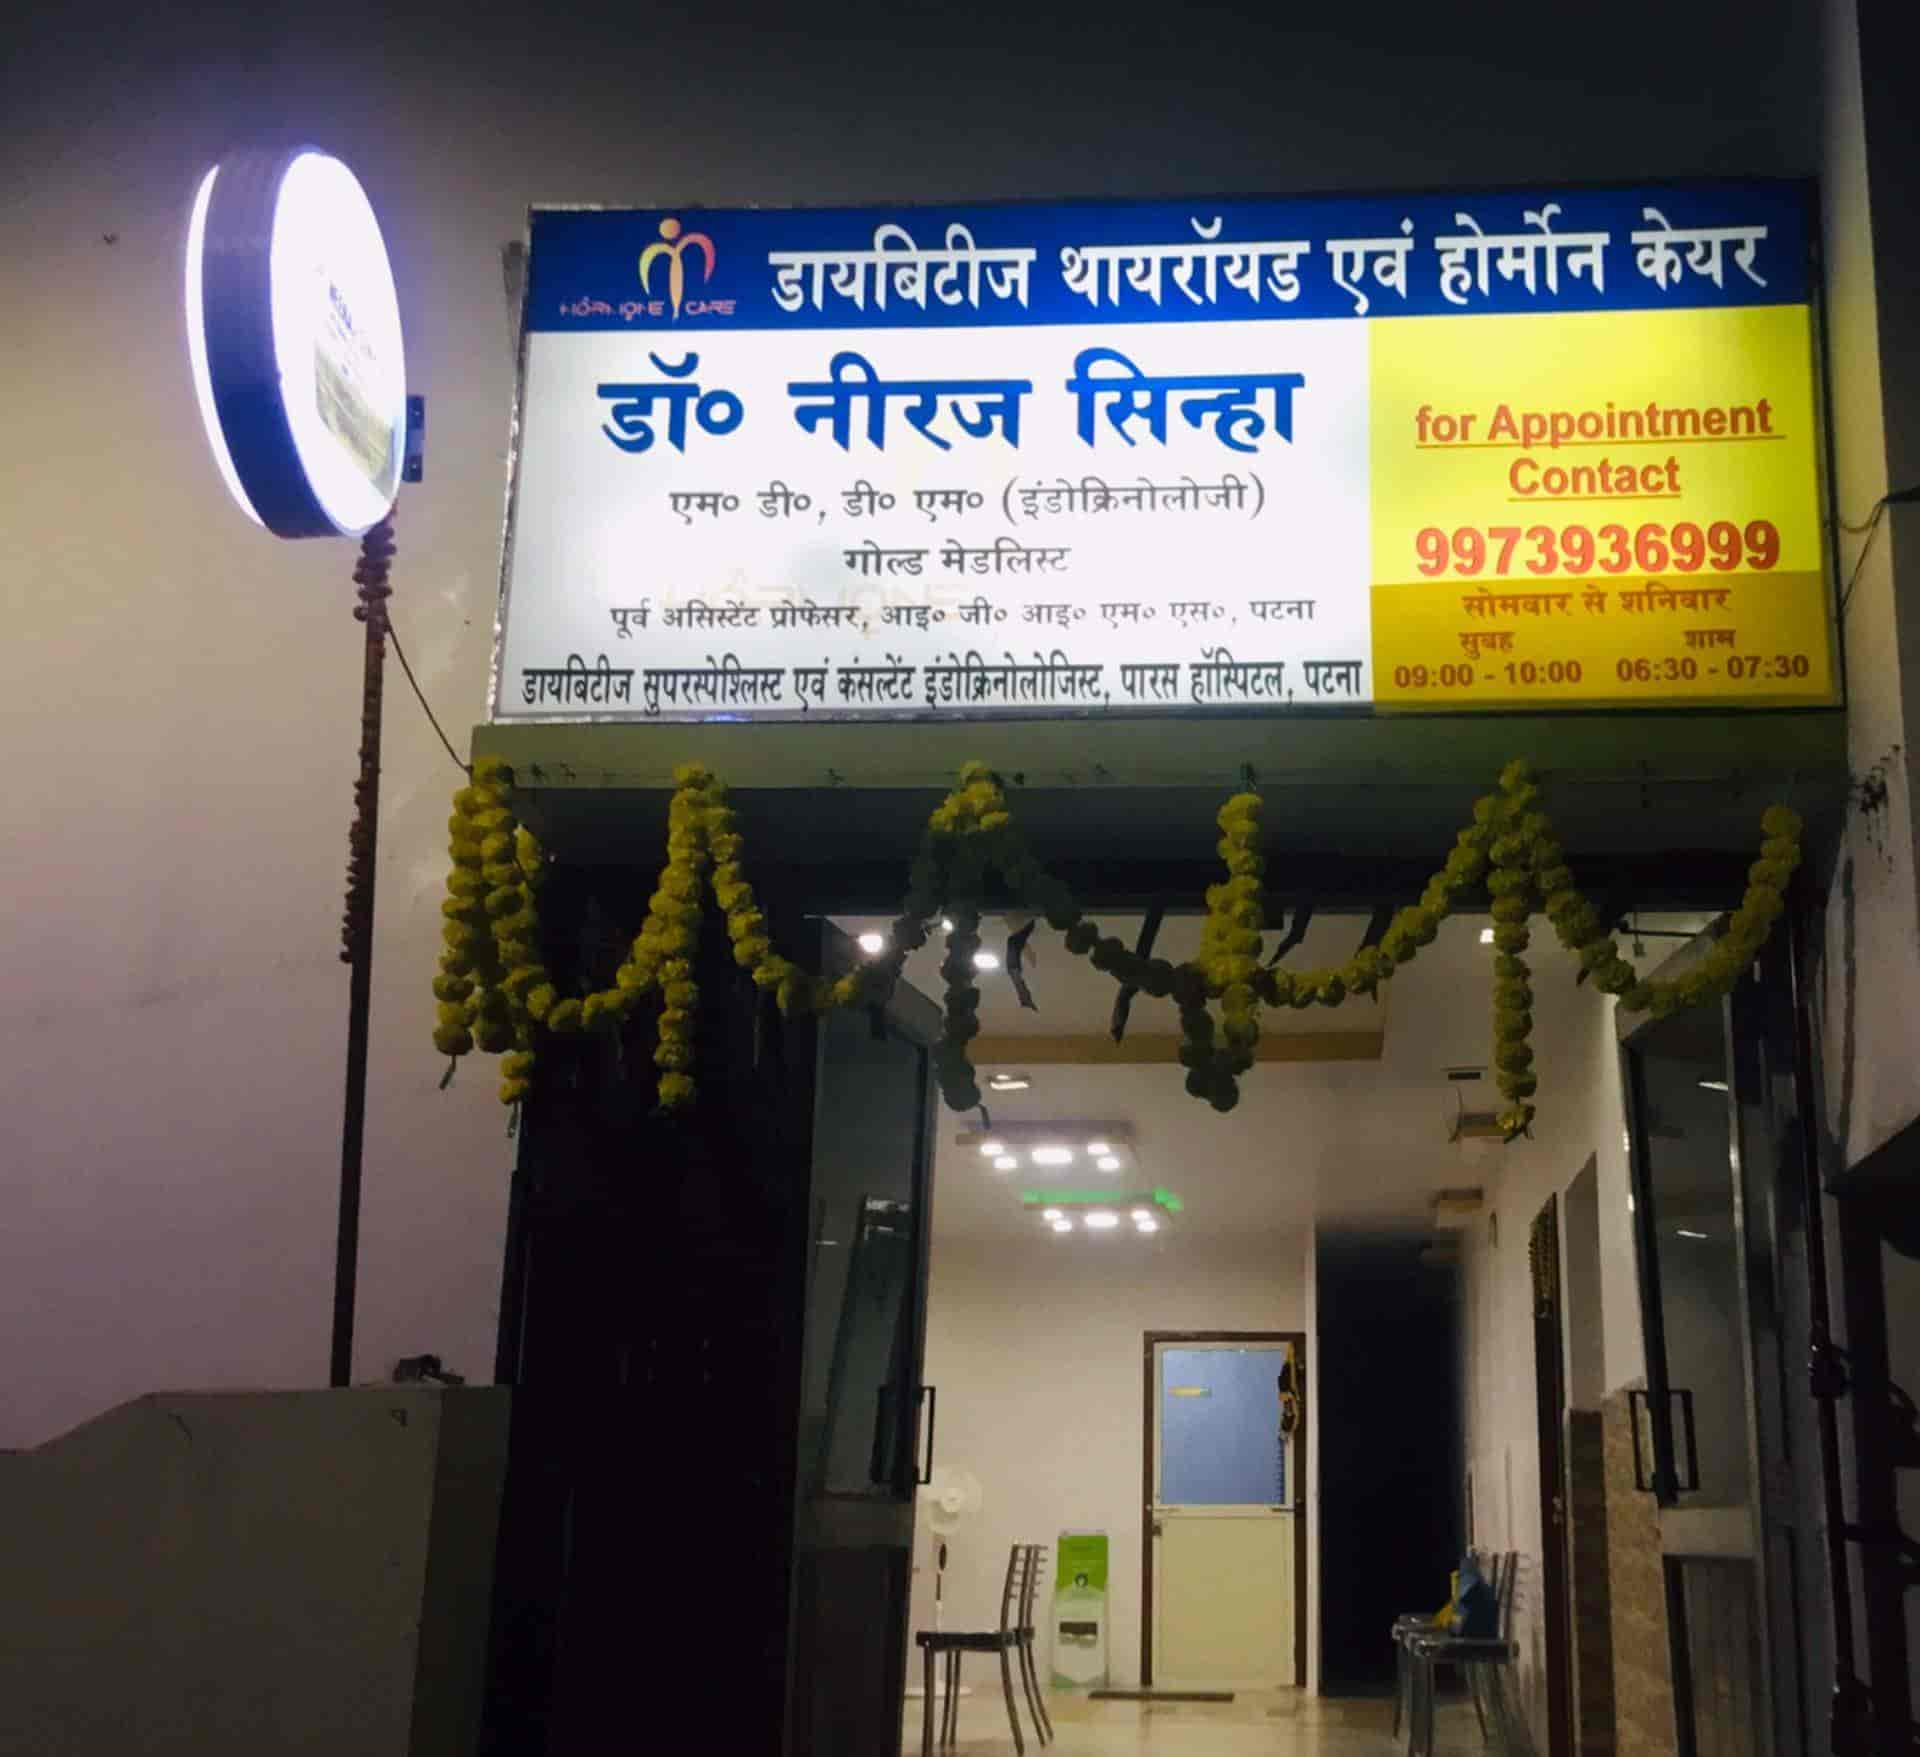 HORMONE CARE
डायबिटीज थायरॉयड एवं होर्मोन केयर
डॉ० नीरज सिन्हा
एम० डी०, डी० एम० (इंडोक्रिनोलोजी)
गोल्ड मेडलिस्ट
पूर्व असिस्टेंट प्रोफेसर, आइ० जी० आइ० एम० एस०, पटना
डायबिटीज सुपरस्पेश्लिस्ट एवं कंसल्टेंट इंडोक्रिनोलोजिस्ट, पारस हॉस्पिटल, पटना
for Appointment
Contact
9973936999
सोमवार से शनिवार
सुबह शाम
09:00 - 10:00 06:30 - 07:30